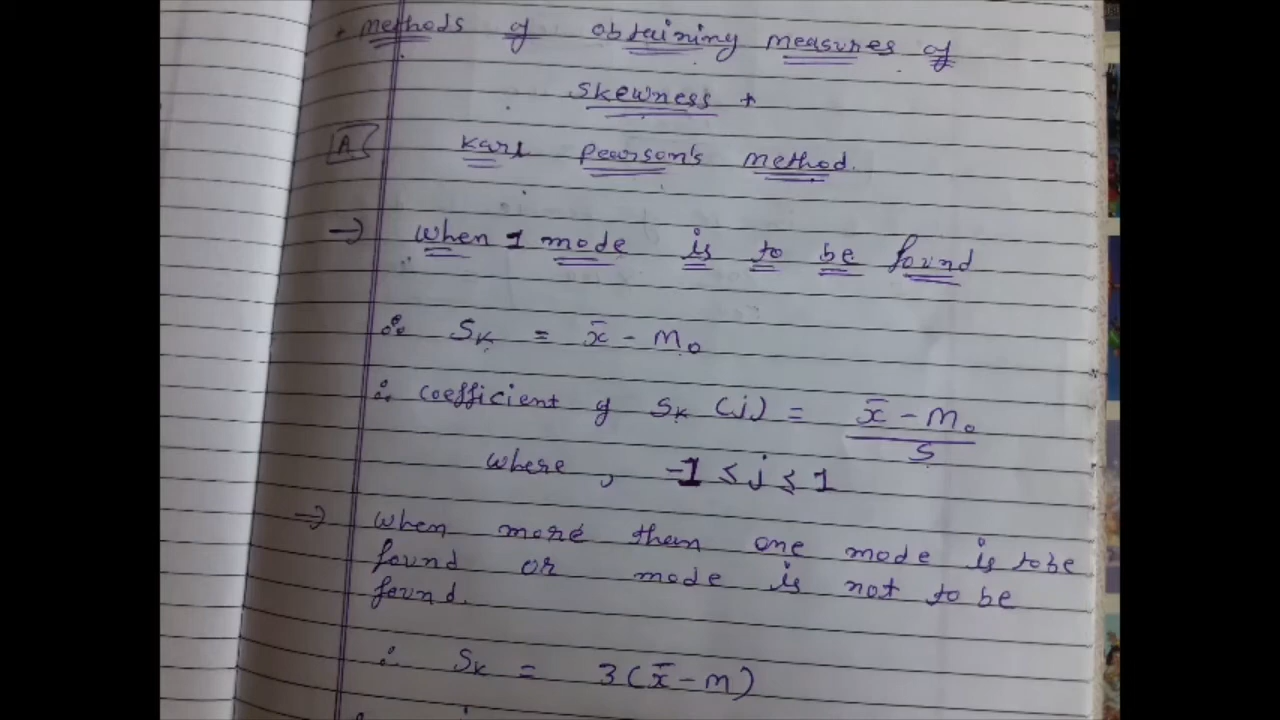 * methods of obtaining measures of
skewness *
A Karl Pearson's method.
→ when 1 mode is to be found
∴ Sk = x̄ - Mo
∴ coefficient of Sk (j) = x̄ - Mo / S
where, -1 ≤ j ≤ 1
→ when more than one mode is to be
found or mode is not to be
found.
∴ Sk = 3(x̄ - M)